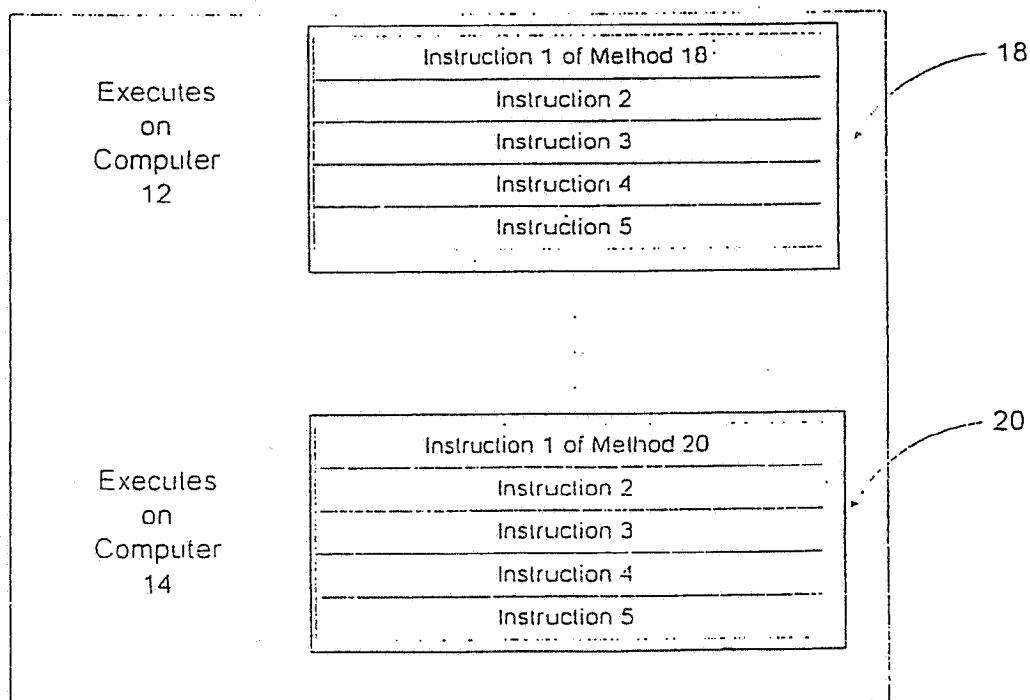 Executes
on
Computer
12
Instruction 1 of Method 18
Instruction 2
Instruction 3
Instruction 4
Instruction 5
18
Executes
on
Computer
14
Instruction 1 of Method 20
Instruction 2
Instruction 3
Instruction 4
Instruction 5
20